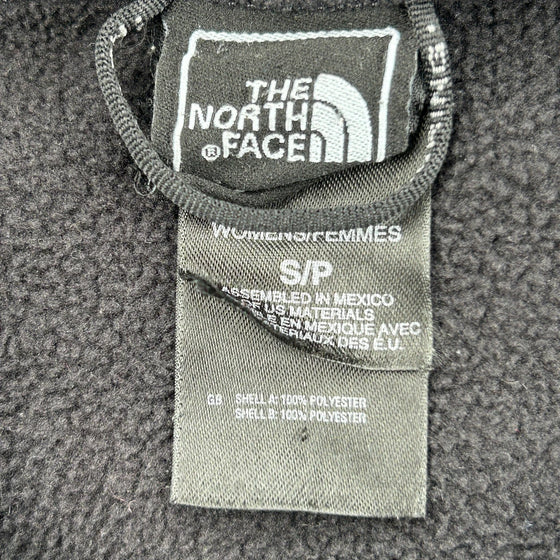 THE
NORTH
® FACE
WOMENS/FEMMES
S/P
ASSEMBLED IN MEXICO
US MATERIALS
EN MEXIQUE AVEC
DES É.U.
GB SHELL A: 100% POLYESTER
SHELL B: 100% POLYESTER